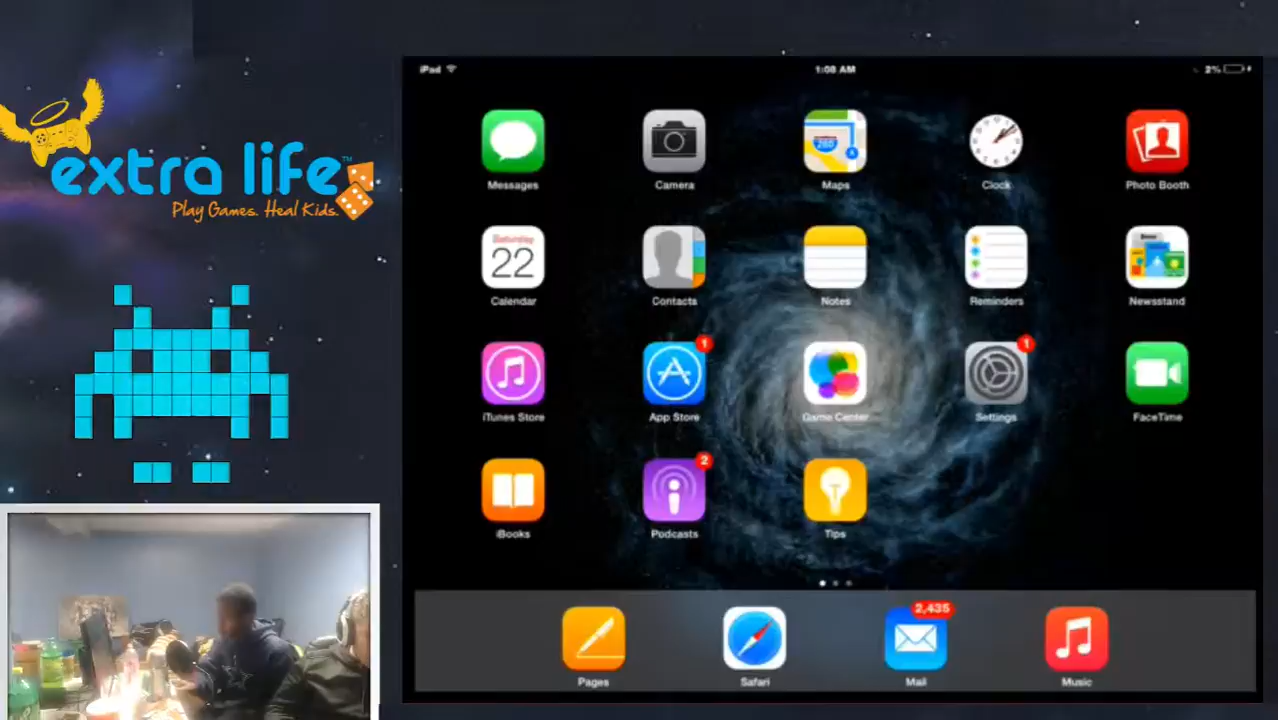 extra life™
Play Games. Heal Kids.
iPad 1:08 AM 2%
Messages Camera Maps Clock Photo Booth
280
Saturday
22
Calendar Contacts Notes Reminders Newsstand
1 1
iTunes Store App Store Game Center Settings FaceTime
2
iBooks Podcasts Tips
2,435
Pages Safari Mail Music